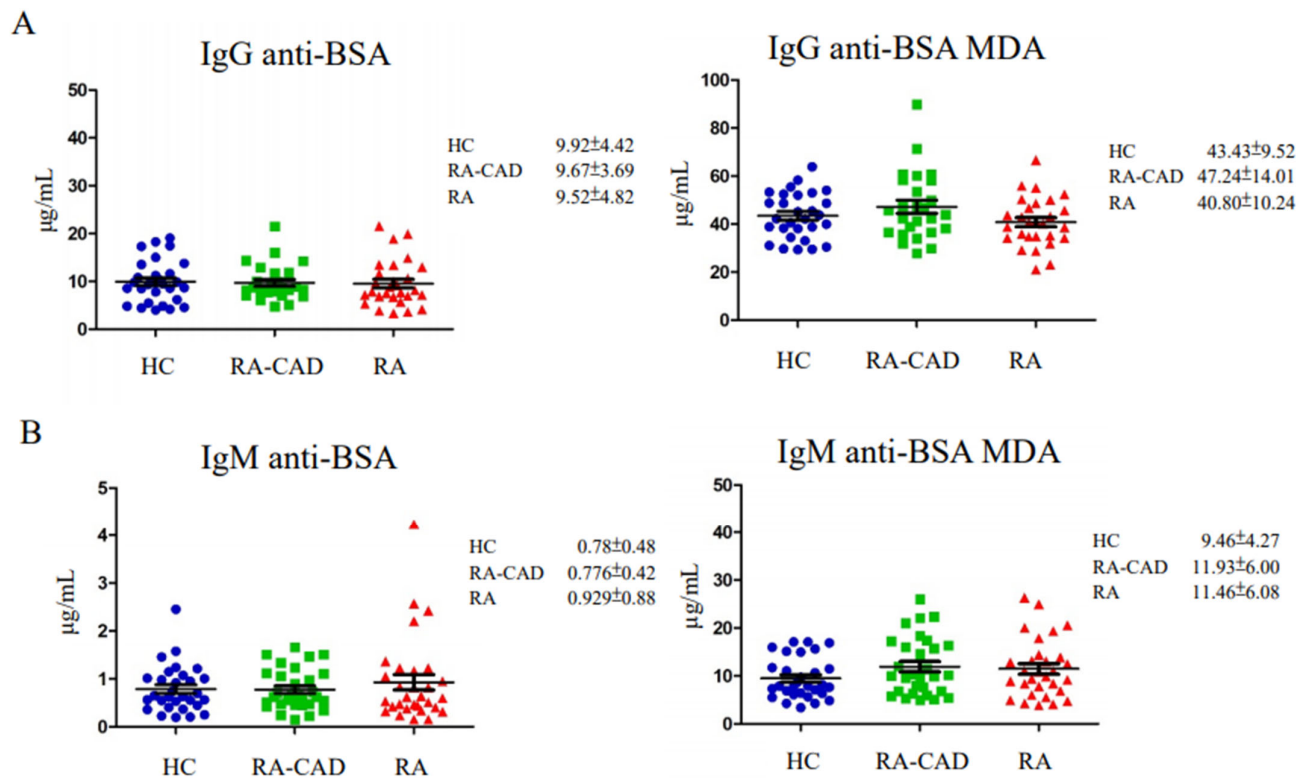 A
IgG anti-BSA
50
40
30
20
10
0
µg/mL
HC
RA-CAD
RA
HC 9.92±4.42
RA-CAD 9.67±3.69
RA 9.52±4.82
IgG anti-BSA MDA
100
80
60
40
20
0
µg/mL
HC
RA-CAD
RA
HC 43.43±9.52
RA-CAD 47.24±14.01
RA 40.80±10.24
B
IgM anti-BSA
5
4
3
2
1
0
µg/mL
HC
RA-CAD
RA
HC 0.78±0.48
RA-CAD 0.776±0.42
RA 0.929±0.88
IgM anti-BSA MDA
50
40
30
20
10
0
µg/mL
HC
RA-CAD
RA
HC 9.46±4.27
RA-CAD 11.93±6.00
RA 11.46±6.08